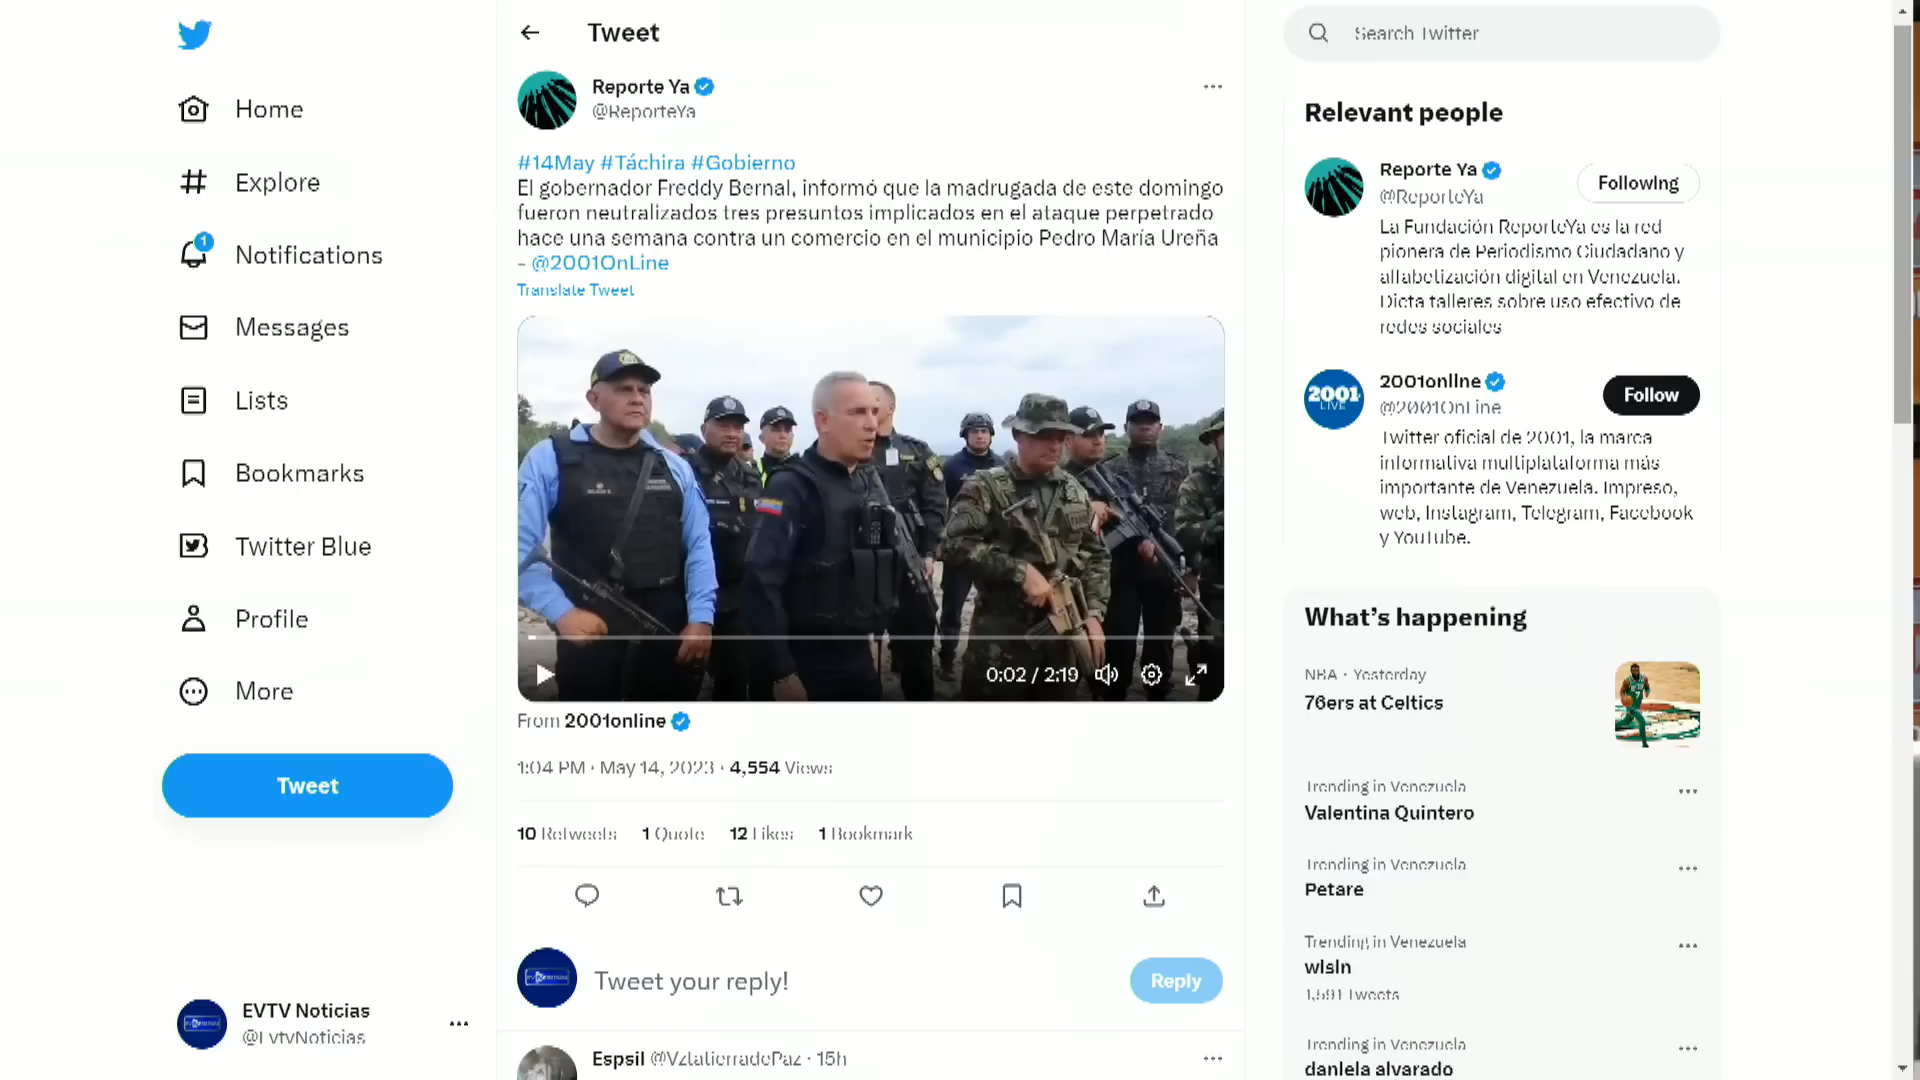 Tweet
Search Twitter
Home
Explore
1
Notifications
Messages
Lists
Bookmarks
Twitter Blue
Profile
More
Tweet
EVTV Noticias
@EvtvNoticias
Reporte Ya
@ReporteYa
#14May #Táchira #Gobierno
El gobernador Freddy Bernal, informó que la madrugada de este domingo
fueron neutralizados tres presuntos implicados en el ataque perpetrado
hace una semana contra un comercio en el municipio Pedro María Ureña
- @2001OnLine
Translate Tweet
0:02 / 2:19
From 2001online
1:04 PM · May 14, 2023 · 4,554 Views
10 Retweets 1 Quote 12 Likes 1 Bookmark
Tweet your reply!
Reply
Espsil @VzlatierradePaz · 15h
Relevant people
Reporte Ya
@ReporteYa
Following
La Fundación ReporteYa es la red
pionera de Periodismo Ciudadano y
alfabetización digital en Venezuela.
Dicta talleres sobre uso efectivo de
redes sociales
2001 LIVE
2001online
@2001OnLine
Follow
Twitter oficial de 2001, la marca
informativa multiplataforma más
importante de Venezuela. Impreso,
web, Instagram, Telegram, Facebook
y YouTube.
What's happening
NBA · Yesterday
76ers at Celtics
Trending in Venezuela
Valentina Quintero
Trending in Venezuela
Petare
Trending in Venezuela
wisin
1,591 Tweets
Trending in Venezuela
daniela alvarado